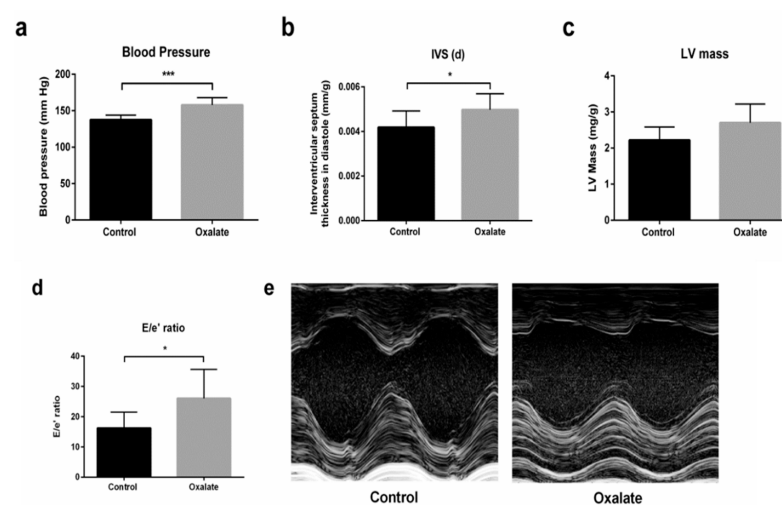 a
Blood Pressure
***
200
150
100
50
0
Blood pressure (mm Hg)
Control
Oxalate
b
IVS (d)
*
0.006
0.004
0.002
0.000
Interventricular septum
thickness in diastole (mm/g)
Control
Oxalate
c
LV mass
4
3
2
1
0
LV Mass (mg/g)
Control
Oxalate
d
E/e' ratio
*
40
30
20
10
0
E/e' ratio
Control
Oxalate
e
Control
Oxalate